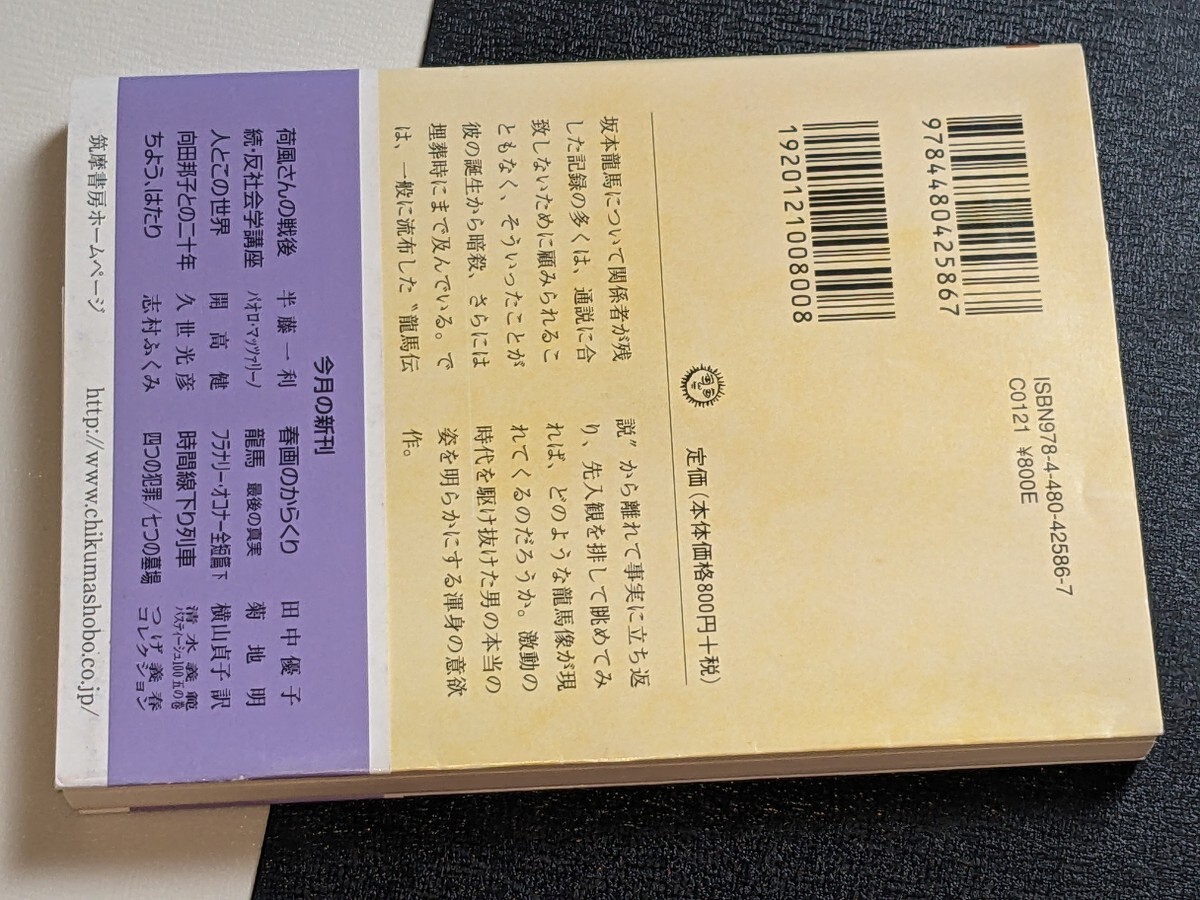 9784480425867
1920121008008
ISBN978-4-480-42586-7
C0121 ¥800E
定価(本体価格800円+税)
坂本龍馬について関係者が残
した記録の多くは、通説に合
致しないために顧みられるこ
ともなく、そういったことが
彼の誕生から暗殺、さらには
埋葬時にまで及んでいる。で
は、一般に流布した〝龍馬伝
説〟から離れて事実に立ち返
り、先入観を排して眺めてみ
れば、どのような龍馬像が現
れてくるのだろうか。激動の
時代を駆け抜けた男の本当の
姿を明らかにする渾身の意欲
作。
今月の新刊
荷風さんの戦後 半藤一利
続・反社会学講座 パオロ・マッツァリーノ
人とこの世界 開高健
向田邦子との二十年 久世光彦
ちよう、はたり 志村ふくみ
春画のからくり 田中優子
龍馬 最後の真実 菊地明
フラナリー・オコナー全短篇 下 横山貞子 訳
時間線下り列車 清水義範 パスティーシュ100 五の巻
四つの犯罪/七つの墓場 つげ義春コレクション
筑摩書房ホームページ http://www.chikumashobo.co.jp/